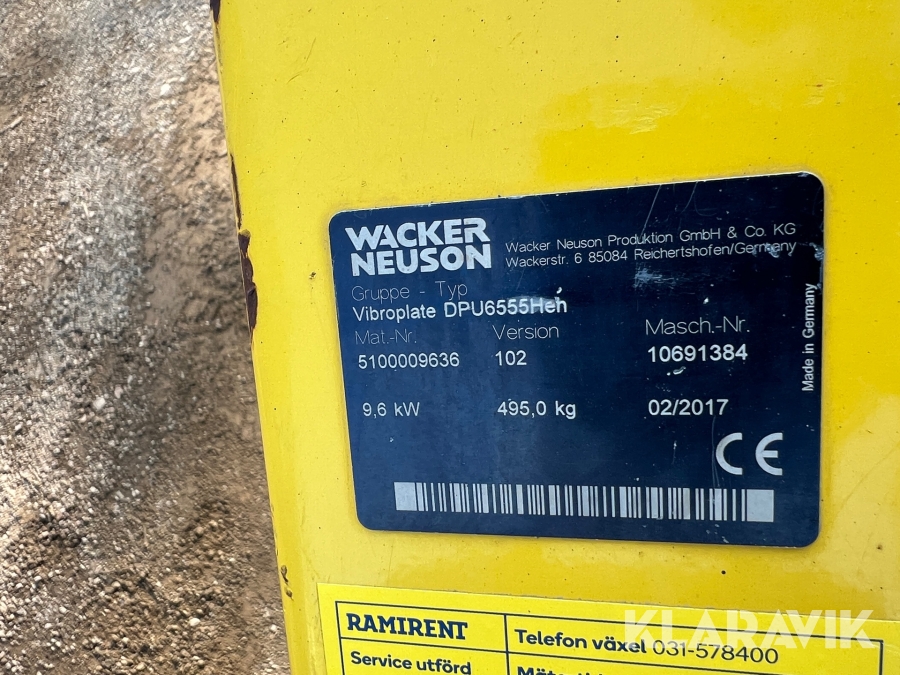 WACKER
NEUSON
Wacker Neuson Produktion GmbH & Co. KG
Wackerstr. 6 85084 Reichertshofen/Germany
Gruppe - Typ
Vibroplate DPU6555Heh
Mat.-Nr. Version Masch.-Nr.
5100009636 102 10691384
9,6 kW 495,0 kg 02/2017
Made in Germany
CE
RAMIRENT Telefon växel 031-578400
Service utförd
KLARAVIK